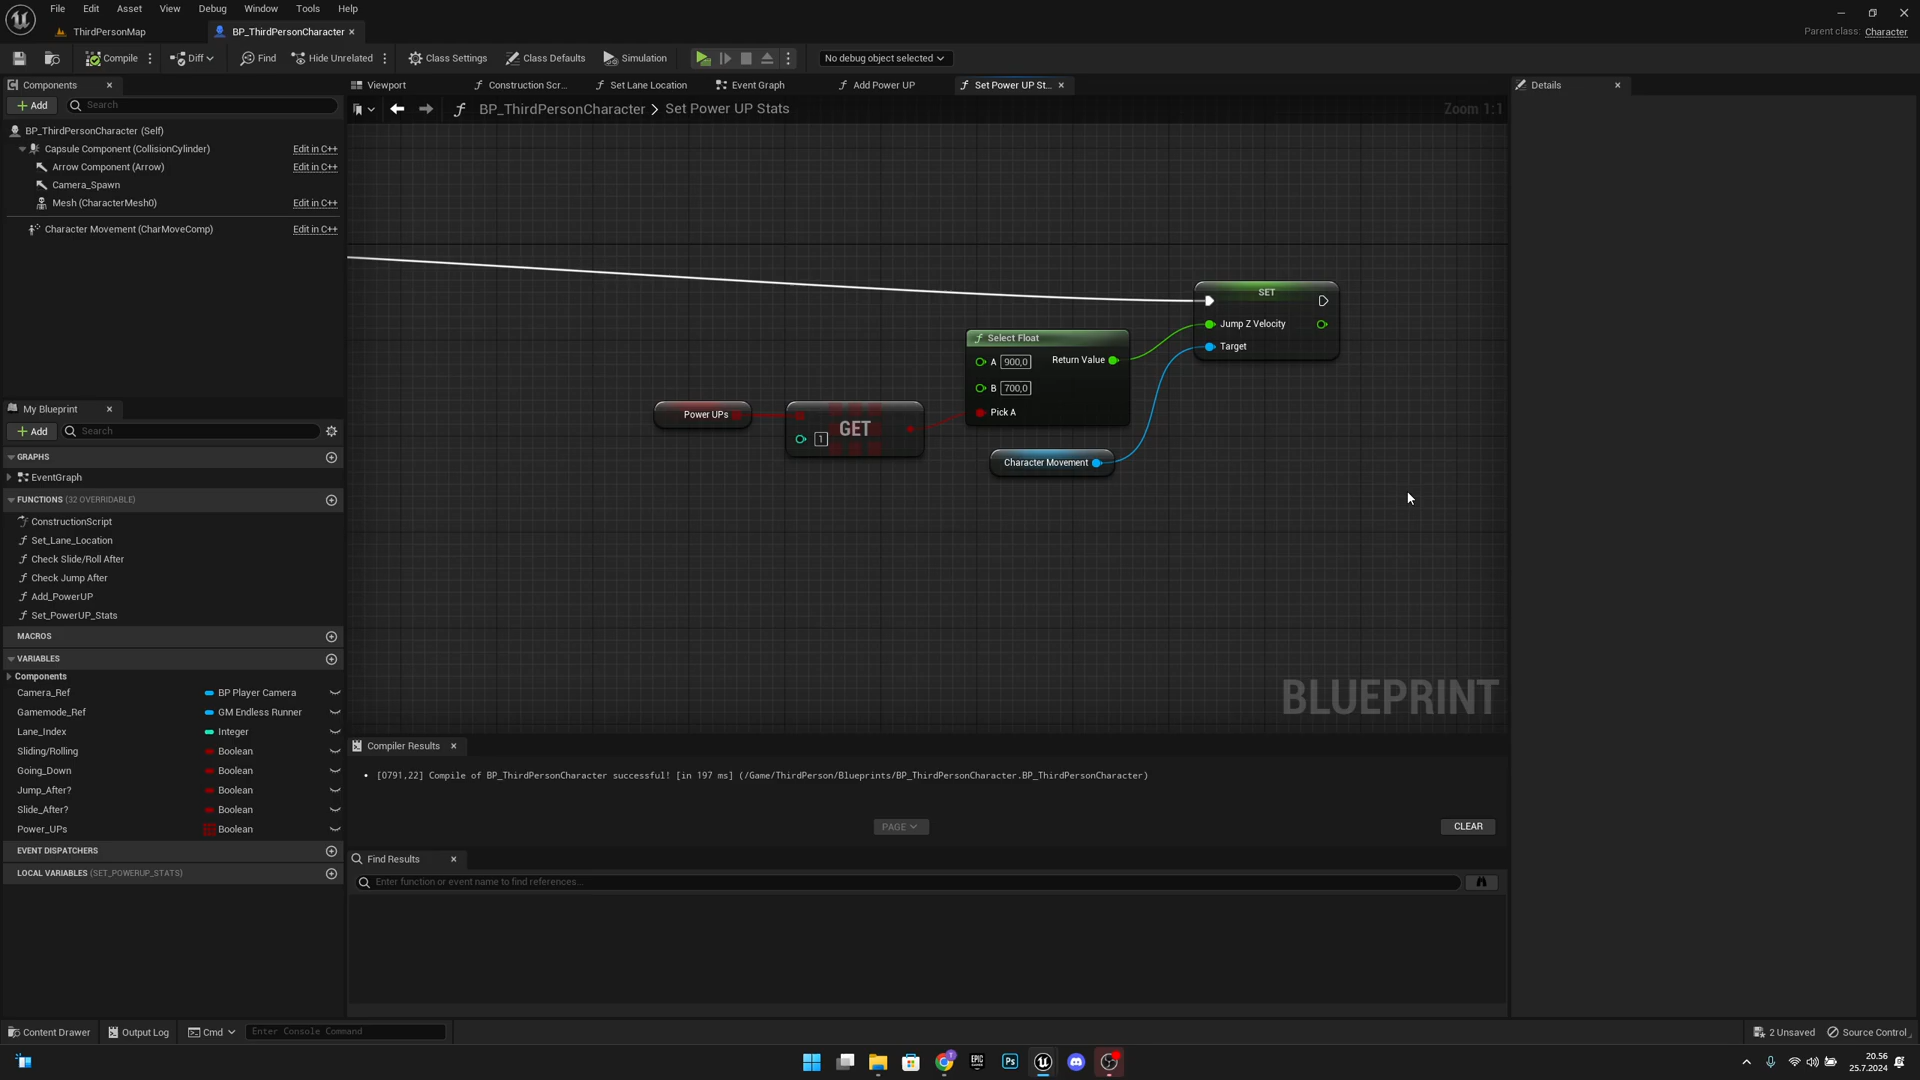 File Edit Asset View Debug Window Tools Help
ThirdPersonMap
BP_ThirdPersonCharacter
Parent class: Character
Compile
Diff
Find
Hide Unrelated
Class Settings
Class Defaults
Simulation
No debug object selected
Components
Add
Search
BP_ThirdPersonCharacter (Self)
Capsule Component (CollisionCylinder) Edit in C++
Arrow Component (Arrow) Edit in C++
Camera_Spawn
Mesh (CharacterMesh0) Edit in C++
Character Movement (CharMoveComp) Edit in C++
My Blueprint
Add
Search
GRAPHS
EventGraph
FUNCTIONS (32 OVERRIDABLE)
ConstructionScript
Set_Lane_Location
Check Slide/Roll After
Check Jump After
Add_PowerUP
Set_PowerUP_Stats
MACROS
VARIABLES
Components
Camera_Ref BP Player Camera
Gamemode_Ref GM Endless Runner
Lane_Index Integer
Sliding/Rolling Boolean
Going_Down Boolean
Jump_After? Boolean
Slide_After? Boolean
Power_UPs Boolean
EVENT DISPATCHERS
LOCAL VARIABLES (SET_POWERUP_STATS)
Viewport
Construction Scr...
Set Lane Location
Event Graph
Add Power UP
Set Power UP St...
BP_ThirdPersonCharacter > Set Power UP Stats
Zoom 1:1
SET
Jump Z Velocity
Target
Select Float
A 900,0 Return Value
B 700,0
Pick A
Power UPs
GET
1
Character Movement
BLUEPRINT
Compiler Results
[0791,22] Compile of BP_ThirdPersonCharacter successful! [in 197 ms] (/Game/ThirdPerson/Blueprints/BP_ThirdPersonCharacter.BP_ThirdPersonCharacter)
PAGE
CLEAR
Find Results
Enter function or event name to find references...
Details
Content Drawer
Output Log
Cmd
Enter Console Command
2 Unsaved
Source Control
EPIC
Ps
20.56
25.7.2024